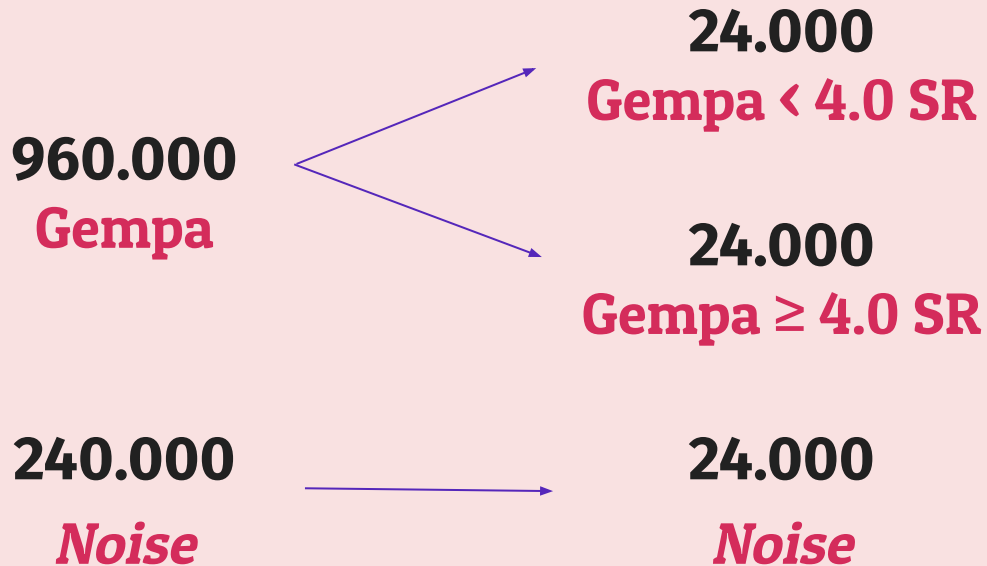 960.000
Gempa
24.000
Gempa < 4.0 SR
24.000
Gempa ≥ 4.0 SR
240.000
Noise
24.000
Noise